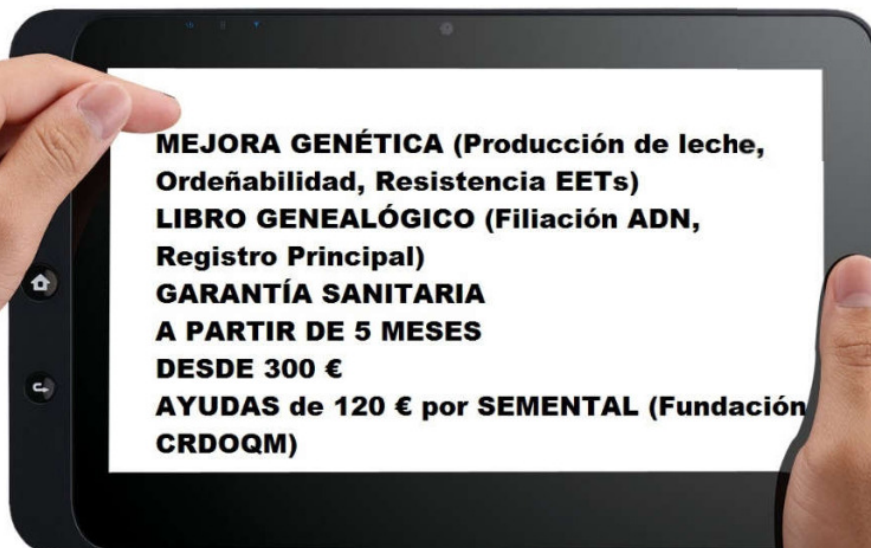 MEJORA GENÉTICA (Producción de leche,
Ordeñabilidad, Resistencia EETs)
LIBRO GENEALÓGICO (Filiación ADN,
Registro Principal)
GARANTÍA SANITARIA
A PARTIR DE 5 MESES
DESDE 300 €
AYUDAS de 120 € por SEMENTAL (Fundación
CRDOQM)